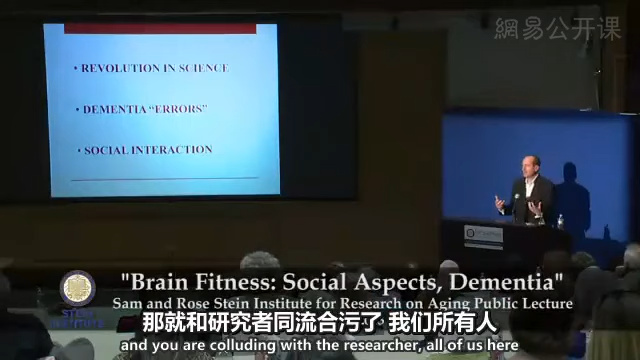 網易公开课
• REVOLUTION IN SCIENCE
• DEMENTIA “ERRORS”
• SOCIAL INTERACTION
STEIN
INSTITUTE
"Brain Fitness: Social Aspects, Dementia"
Sam and Rose Stein Institute for Research on Aging Public Lecture
那就和研究者同流合污了 我们所有人
and you are colluding with the researcher, all of us here